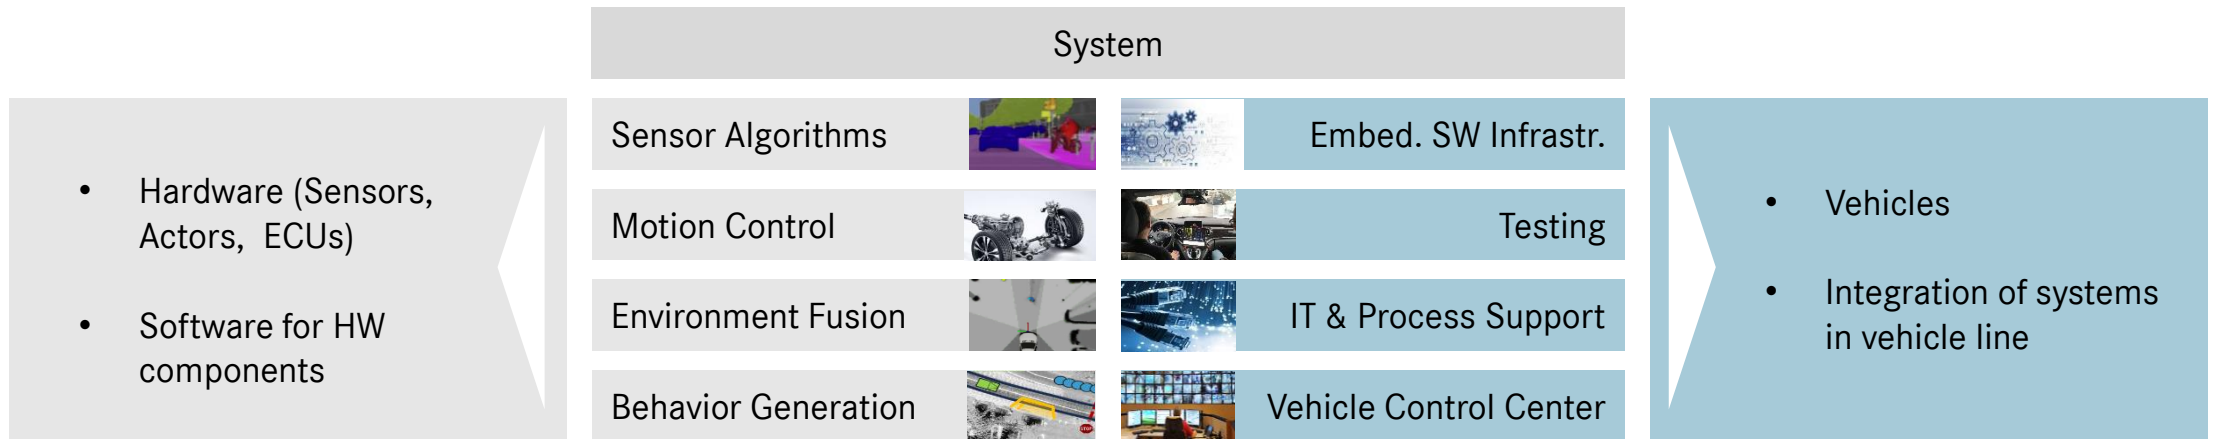 System
• Hardware (Sensors,
Actors, ECUs)
• Software for HW
components
Sensor Algorithms
Motion Control
Environment Fusion
Behavior Generation
STOP
Embed. SW Infrastr.
Testing
IT & Process Support
Vehicle Control Center
• Vehicles
• Integration of systems
in vehicle line